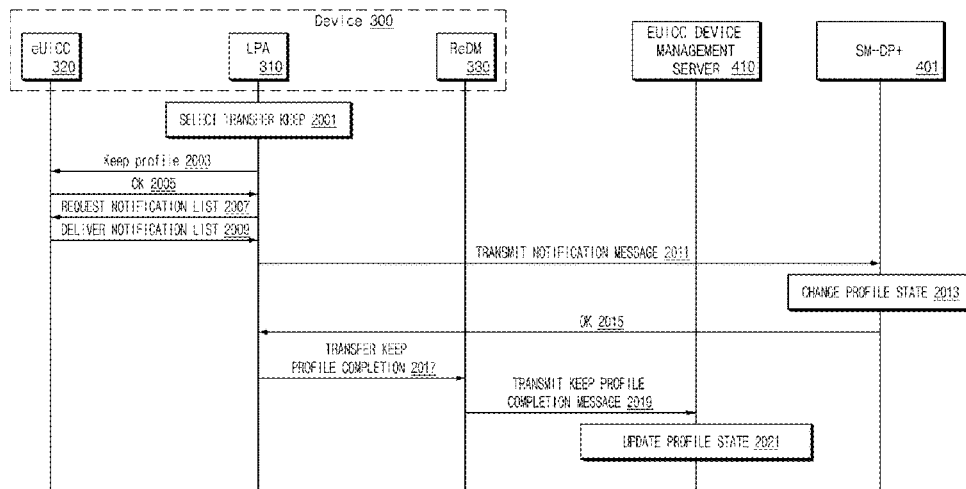 Device 300
eUICC
320
LPA
310
ReDM
330
EUICC DEVICE
MANAGEMENT
SERVER 410
SM-DP+
401
SELECT TRANSFER KEEP 2001
Keep profile 2003
OK 2005
REQUEST NOTIFICATION LIST 2007
DELIVER NOTIFICATION LIST 2009
TRANSMIT NOTIFICATION MESSAGE 2011
CHANGE PROFILE STATE 2013
OK 2015
TRANSFER KEEP
PROFILE COMPLETION 2017
TRANSMIT KEEP PROFILE
COMPLETION MESSAGE 2019
UPDATE PROFILE STATE 2021